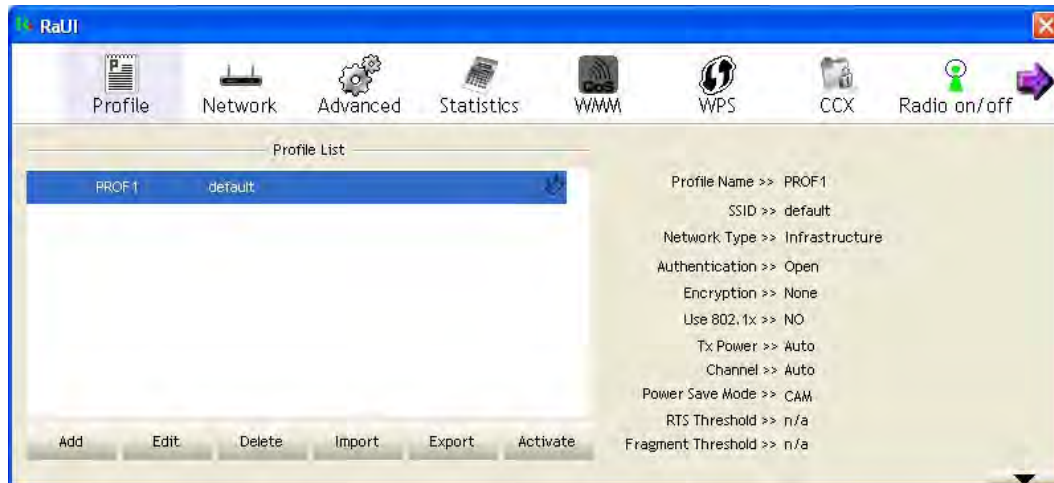 RaUI
Profile
Network
Advanced
Statistics
QoS
WMM
WPS
CCX
Radio on/off
Profile List
PROF1 default
Profile Name >> PROF1
SSID >> default
Network Type >> Infrastructure
Authentication >> Open
Encryption >> None
Use 802.1x >> NO
Tx Power >> Auto
Channel >> Auto
Power Save Mode >> CAM
RTS Threshold >> n/a
Fragment Threshold >> n/a
Add Edit Delete Import Export Activate